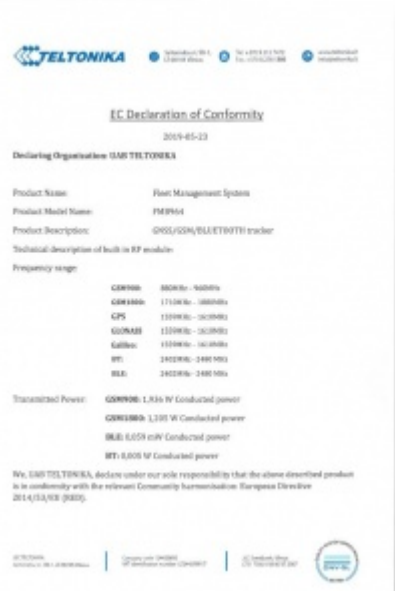 TELTONIKA
EC Declaration of Conformity
2019-05-23
Declaring Organisation: UAB TELTONIKA
Product Name: Fleet Management System
Product Model Name:
Product Description: GNSS/GSM/BLUETOOTH tracker
Technical description of built in RF module:
Frequency range:
GSM900: 880MHz - 960MHz
GSM1800: 1710MHz - 1880MHz
GPS 1559MHz - 1610MHz
GLONASS 1559MHz - 1610MHz
Galileo: 1559MHz - 1610MHz
BT: 2402MHz - 2480 MHz
BLE: 2402MHz - 2480 MHz
Transmitted Power: GSM900: 1,936 W Conducted power
GSM1800: 1,205 W Conducted power
BLE: 0,059 mW Conducted power
BT: 0,005 W Conducted power
We, UAB TELTONIKA, declare under our sole responsibility that the above described product
is in conformity with the relevant Community harmonisation: European Directive
2014/53/EU (RED).